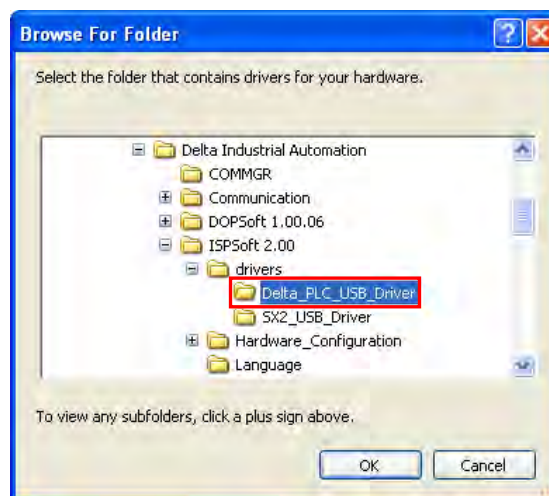 Browse For Folder
Select the folder that contains drivers for your hardware.
Delta Industrial Automation
COMMGR
Communication
DOPSoft 1.00.06
ISPSoft 2.00
drivers
Delta_PLC_USB_Driver
SX2_USB_Driver
Hardware_Configuration
Language
To view any subfolders, click a plus sign above.
OK Cancel